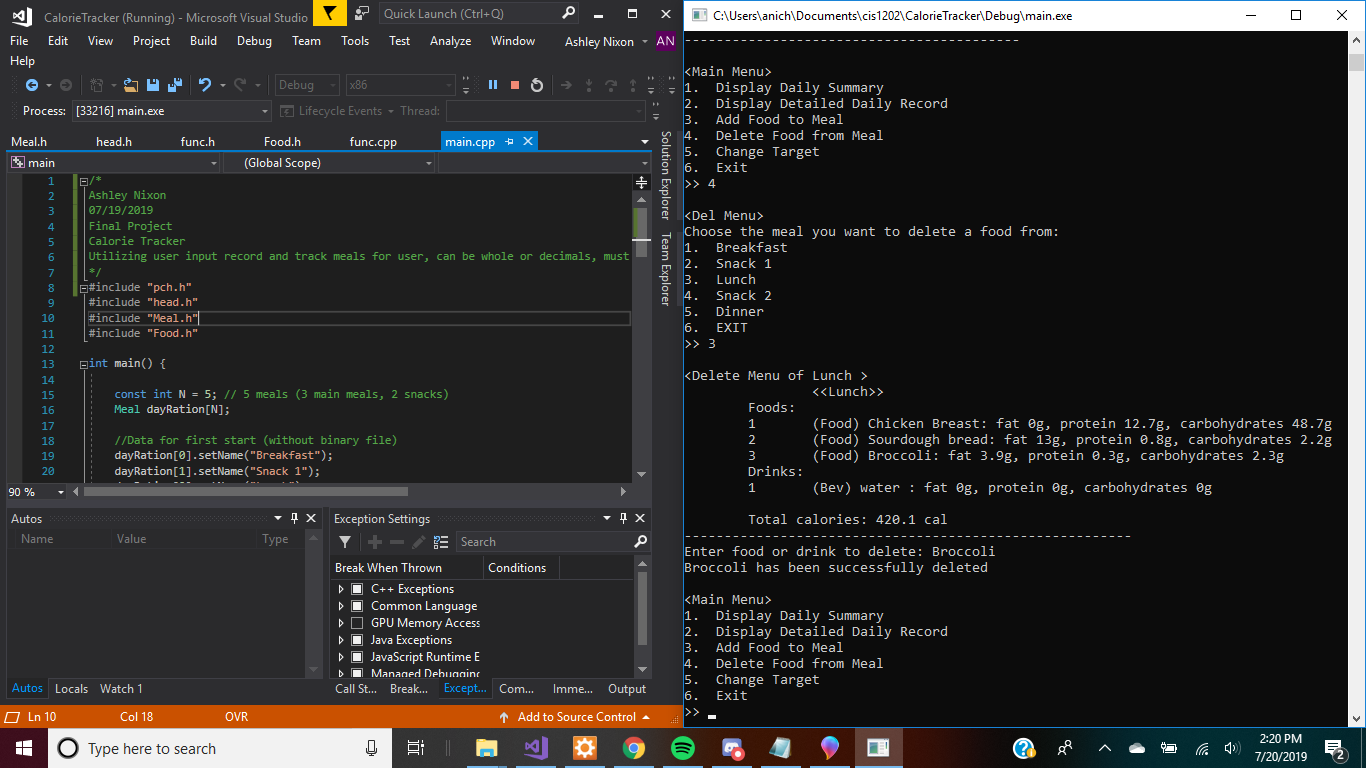 CalorieTracker (Running) - Microsoft Visual Studio
Quick Launch (Ctrl+Q)
File Edit View Project Build Debug Team Tools Test Analyze Window Ashley Nixon AN
Help
Debug x86
Process: [33216] main.exe Lifecycle Events Thread:
Meal.h head.h func.h Food.h func.cpp main.cpp
main (Global Scope)
1 /*
2 Ashley Nixon
3 07/19/2019
4 Final Project
5 Calorie Tracker
6 Utilizing user input record and track meals for user, can be whole or decimals, must
7 */
8 #include "pch.h"
9 #include "head.h"
10 #include "Meal.h"
11 #include "Food.h"
12
13 int main() {
14
15 const int N = 5; // 5 meals (3 main meals, 2 snacks)
16 Meal dayRation[N];
17
18 //Data for first start (without binary file)
19 dayRation[0].setName("Breakfast");
20 dayRation[1].setName("Snack 1");
90 %
Solution Explorer
Team Explorer
Autos
Name Value Type
Autos Locals Watch 1
Exception Settings
Search
Break When Thrown Conditions
C++ Exceptions
Common Language
GPU Memory Access
Java Exceptions
JavaScript Runtime E
Managed Debugging
Call St... Break... Except... Com... Imme... Output
Ln 10 Col 18 OVR Add to Source Control
C:\Users\anich\Documents\cis1202\CalorieTracker\Debug\main.exe
------------------------------------------
<Main Menu>
1. Display Daily Summary
2. Display Detailed Daily Record
3. Add Food to Meal
4. Delete Food from Meal
5. Change Target
6. Exit
>> 4
<Del Menu>
Choose the meal you want to delete a food from:
1. Breakfast
2. Snack 1
3. Lunch
4. Snack 2
5. Dinner
6. EXIT
>> 3
<Delete Menu of Lunch >
<<Lunch>>
Foods:
1 (Food) Chicken Breast: fat 0g, protein 12.7g, carbohydrates 48.7g
2 (Food) Sourdough bread: fat 13g, protein 0.8g, carbohydrates 2.2g
3 (Food) Broccoli: fat 3.9g, protein 0.3g, carbohydrates 2.3g
Drinks:
1 (Bev) water : fat 0g, protein 0g, carbohydrates 0g
Total calories: 420.1 cal
--------------------------------------------------------
Enter food or drink to delete: Broccoli
Broccoli has been successfully deleted
<Main Menu>
1. Display Daily Summary
2. Display Detailed Daily Record
3. Add Food to Meal
4. Delete Food from Meal
5. Change Target
6. Exit
>>
Type here to search
2:20 PM
7/20/2019
2